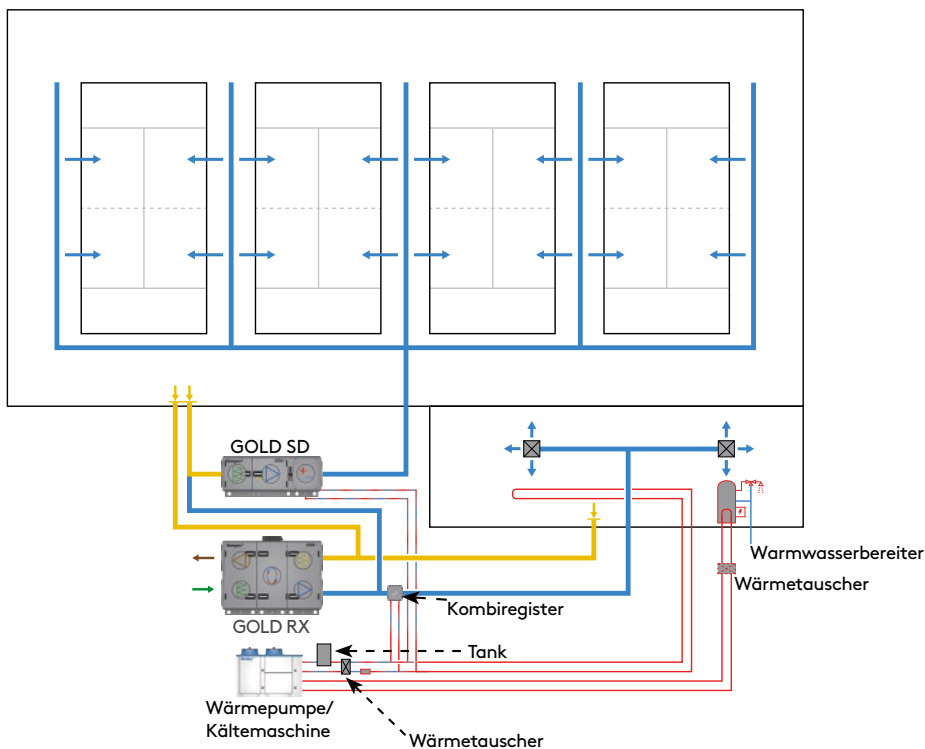 GOLD SD
Warmwasserbereiter
Wärmetauscher
Kombiregister
GOLD RX
Tank
Wärmepumpe/
Kältemaschine
Wärmetauscher